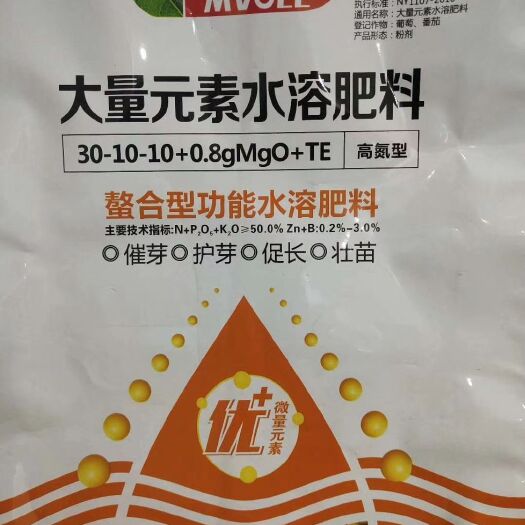 MVOLL
执行标准：NY1107-2010
通用名称：大量元素水溶肥料
登记作物：葡萄、番茄
产品形态：粉剂
大量元素水溶肥料
30-10-10+0.8gMgO+TE
高氮型
螯合型功能水溶肥料
主要技术指标:N+P₂O₅+K₂O≥50.0% Zn+B:0.2%-3.0%
◎催芽 ◎护芽 ◎促长 ◎壮苗
优+
微量元素